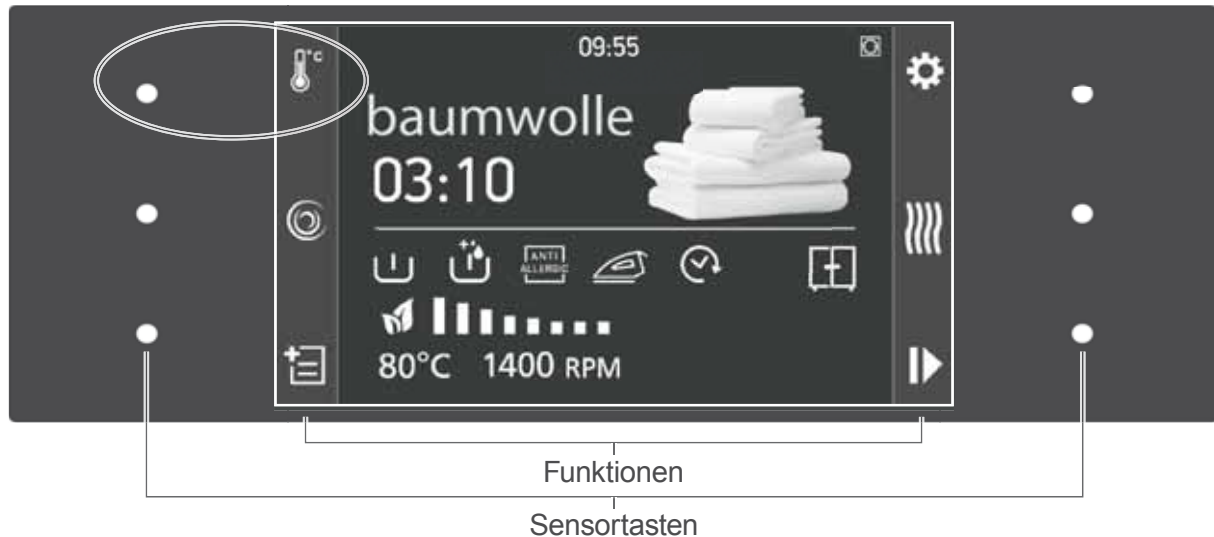 °C
09:55
baumwolle
03:10
ANTI
ALLERGIC
80°C 1400 RPM
Funktionen
Sensortasten